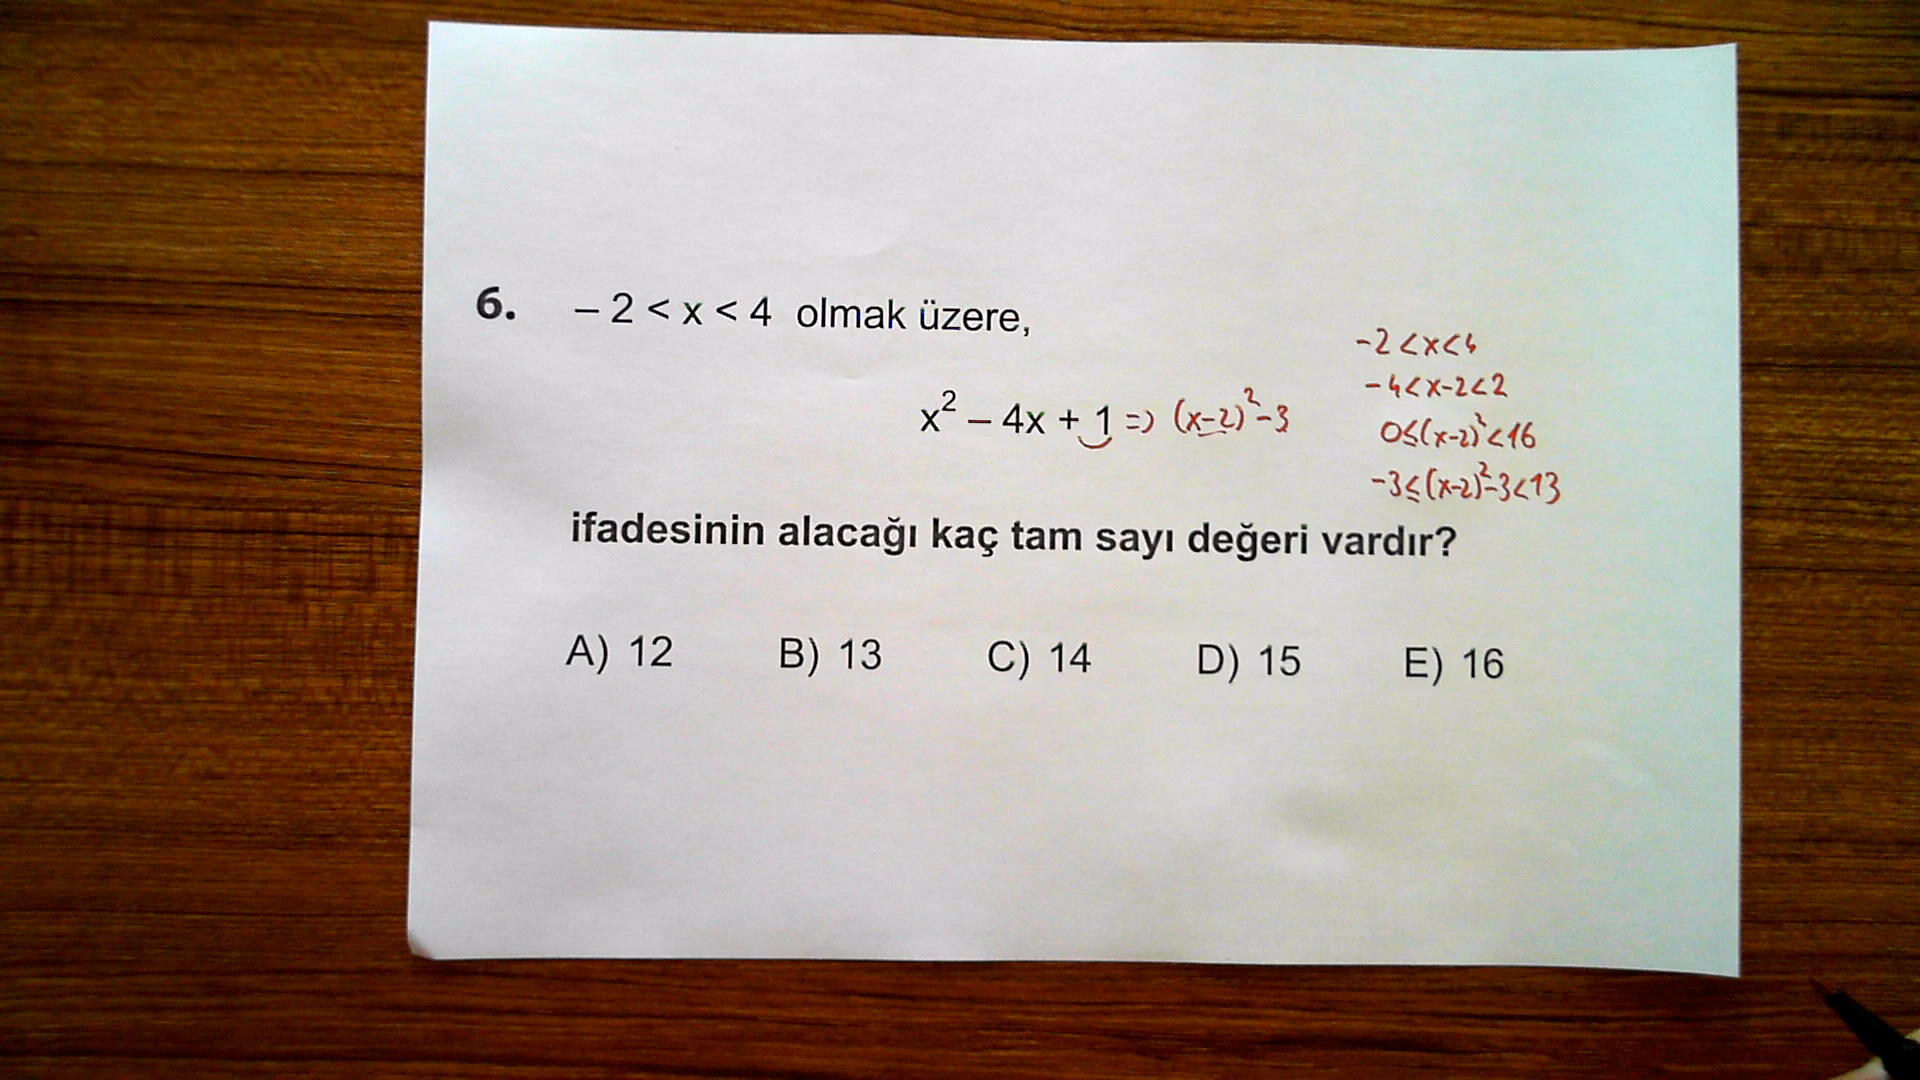 6. – 2 < x < 4 olmak üzere,
-2<x<4
-4<x-2<2
x² – 4x + 1 => (x-2)²-3
0≤(x-2)²<16
-3≤(x-2)²-3<13
ifadesinin alacağı kaç tam sayı değeri vardır?
A) 12 B) 13 C) 14 D) 15 E) 16